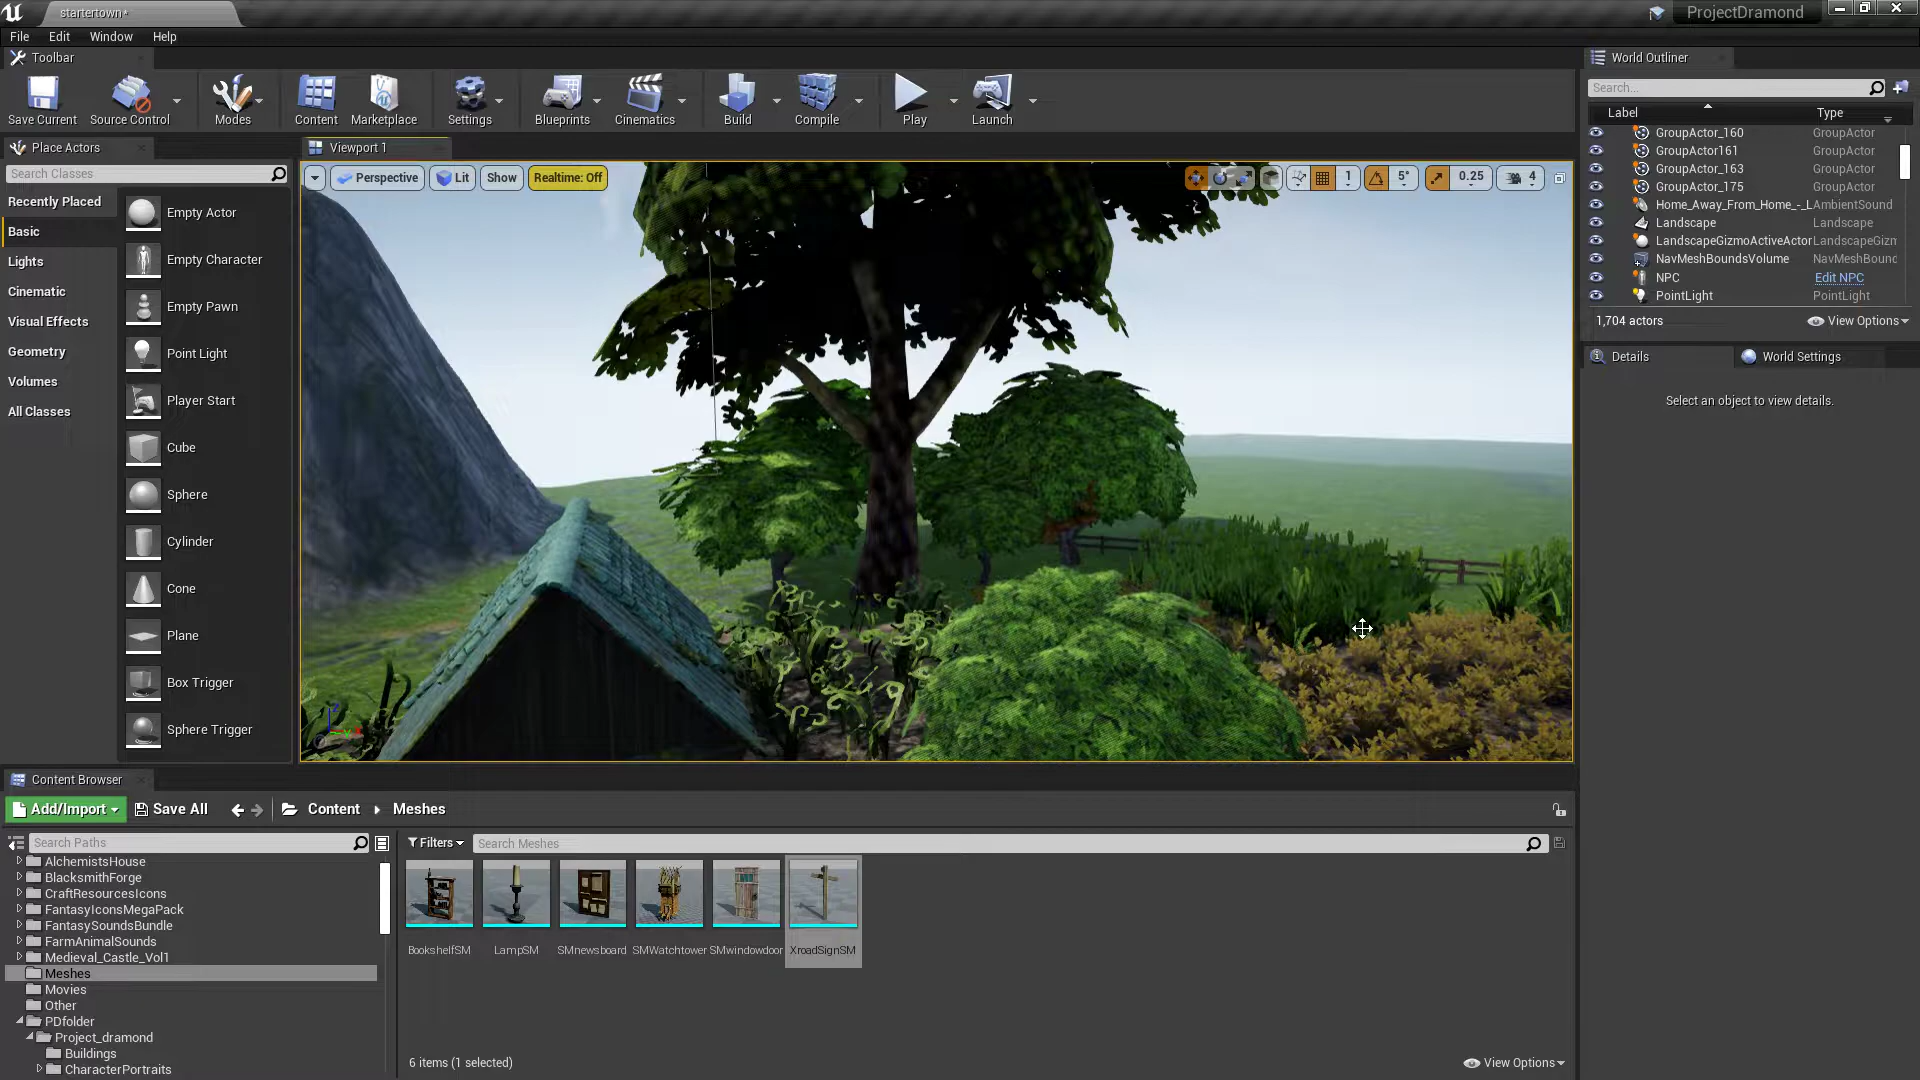 startertown*
ProjectDramond
File Edit Window Help
Toolbar
World Outliner
Save Current Source Control Modes Content Marketplace Settings Blueprints Cinematics Build Compile Play Launch
Search...
Label Type
GroupActor_160 GroupActor
GroupActor161 GroupActor
GroupActor_163 GroupActor
GroupActor_175 GroupActor
Home_Away_From_Home_-_L AmbientSound
Landscape Landscape
LandscapeGizmoActiveActor LandscapeGizm
NavMeshBoundsVolume NavMeshBound
NPC Edit NPC
PointLight PointLight
1,704 actors View Options
Details World Settings
Select an object to view details.
Place Actors
Search Classes
Recently Placed
Basic
Lights
Cinematic
Visual Effects
Geometry
Volumes
All Classes
Empty Actor
Empty Character
Empty Pawn
Point Light
Player Start
Cube
Sphere
Cylinder
Cone
Plane
Box Trigger
Sphere Trigger
Viewport 1
Perspective Lit Show Realtime: Off 1 5° 0.25 4
Content Browser
Add/Import Save All Content Meshes
Search Paths
Filters Search Meshes
AlchemistsHouse
BlacksmithForge
CraftResourcesIcons
FantasyIconsMegaPack
FantasySoundsBundle
FarmAnimalSounds
Medieval_Castle_Vol1
Meshes
Movies
Other
PDfolder
Project_dramond
Buildings
CharacterPortraits
BookshelfSM LampSM SMnewsboard SMWatchtower SMwindowdoor XroadSignSM
6 items (1 selected) View Options